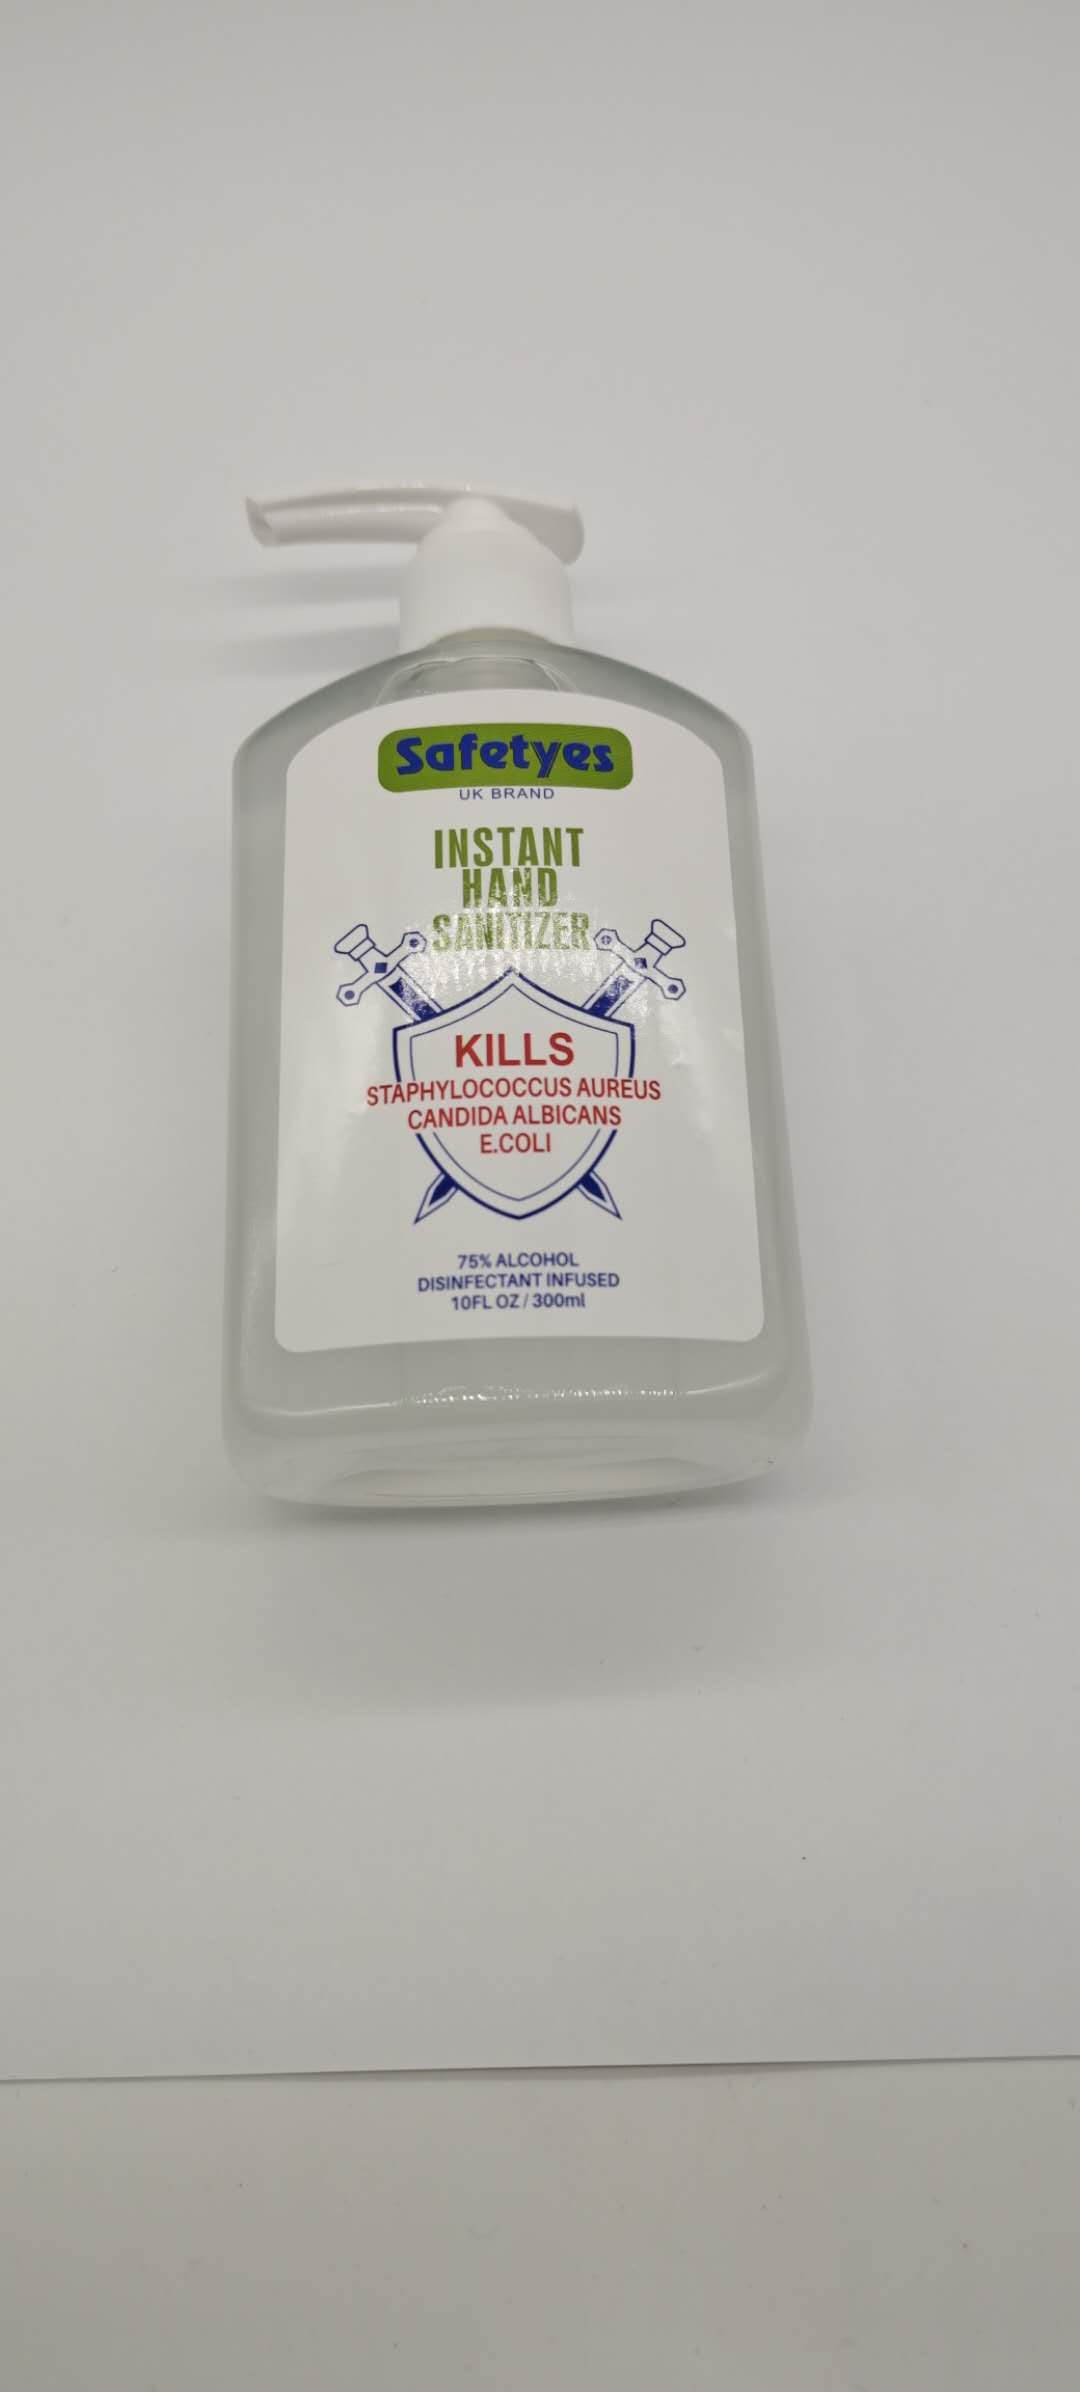 Safetyes
UK BRAND
INSTANT
HAND
SANITIZER
KILLS
STAPHYLOCOCCUS AUREUS
CANDIDA ALBICANS
E.COLI
75% ALCOHOL
DISINFECTANT INFUSED
10FL OZ / 300ml